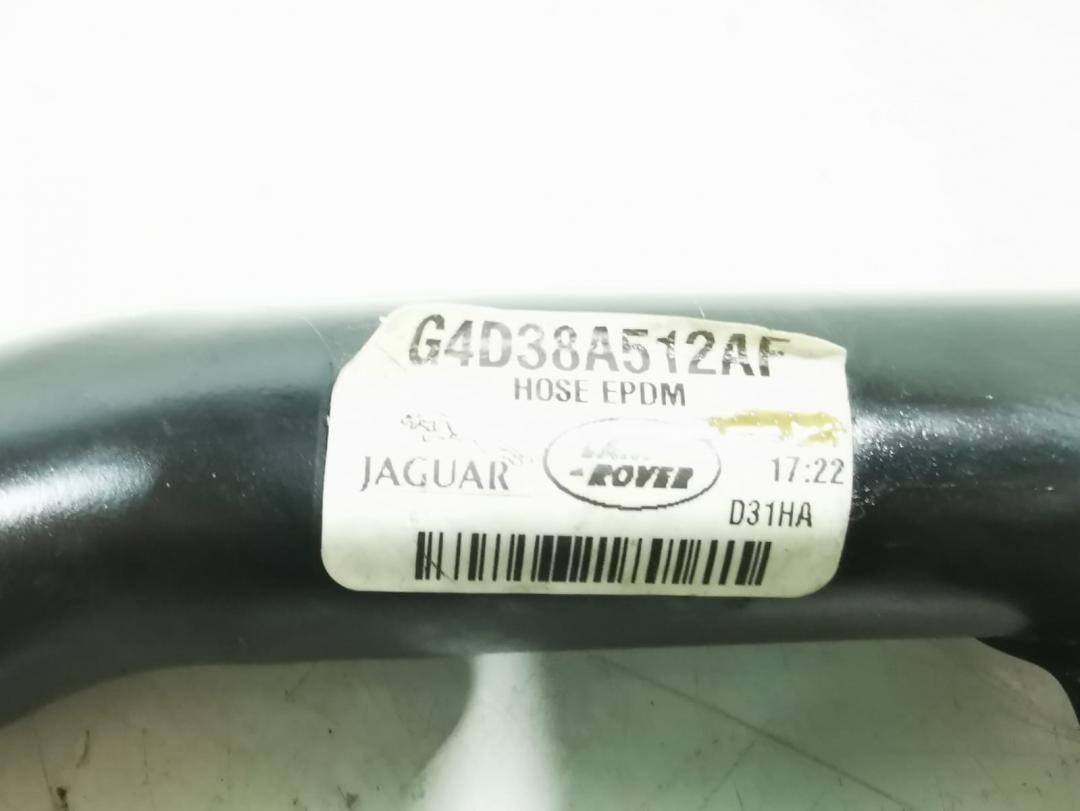 G4D38A512AF
HOSE EPDM
JAGUAR
ROVER
17:22
D31HA